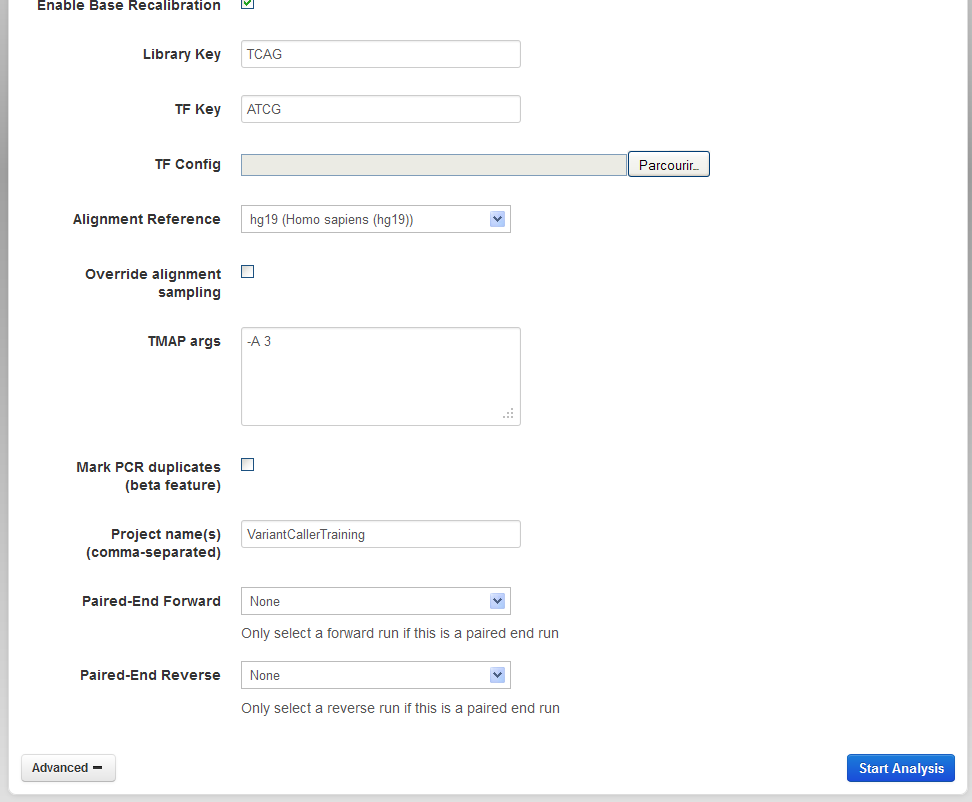 Enable Base Recalibration
Library Key TCAG
TF Key ATCG
TF Config Parcourir...
Alignment Reference hg19 (Homo sapiens (hg19))
Override alignment
sampling
TMAP args -A 3
Mark PCR duplicates
(beta feature)
Project name(s) VariantCallerTraining
(comma-separated)
Paired-End Forward None
Only select a forward run if this is a paired end run
Paired-End Reverse None
Only select a reverse run if this is a paired end run
Advanced Start Analysis